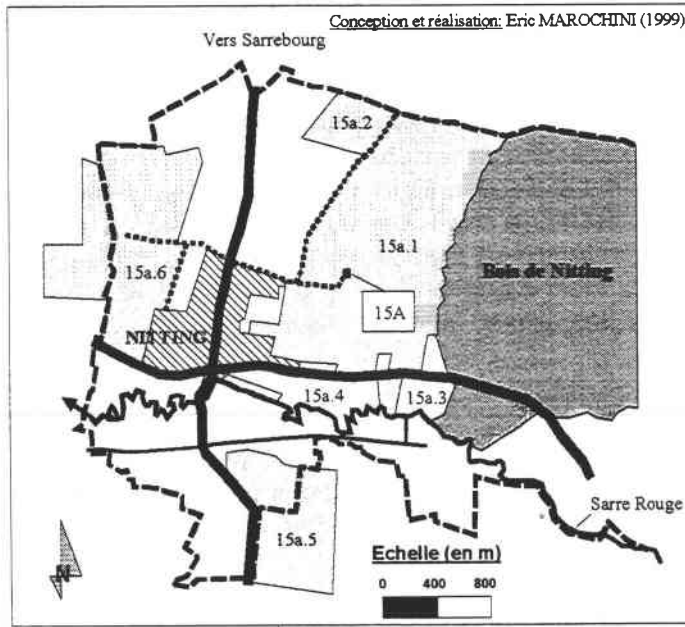 Conception et réalisation: Eric MAROCHINI (1999)
Vers Sarrebourg
15a.2
15a.1
Bois de Nitting
15a.6
15A
NITTING
15a.4
15a.3
Sarre Rouge
15a.5
Echelle (en m)
N
0 400 800